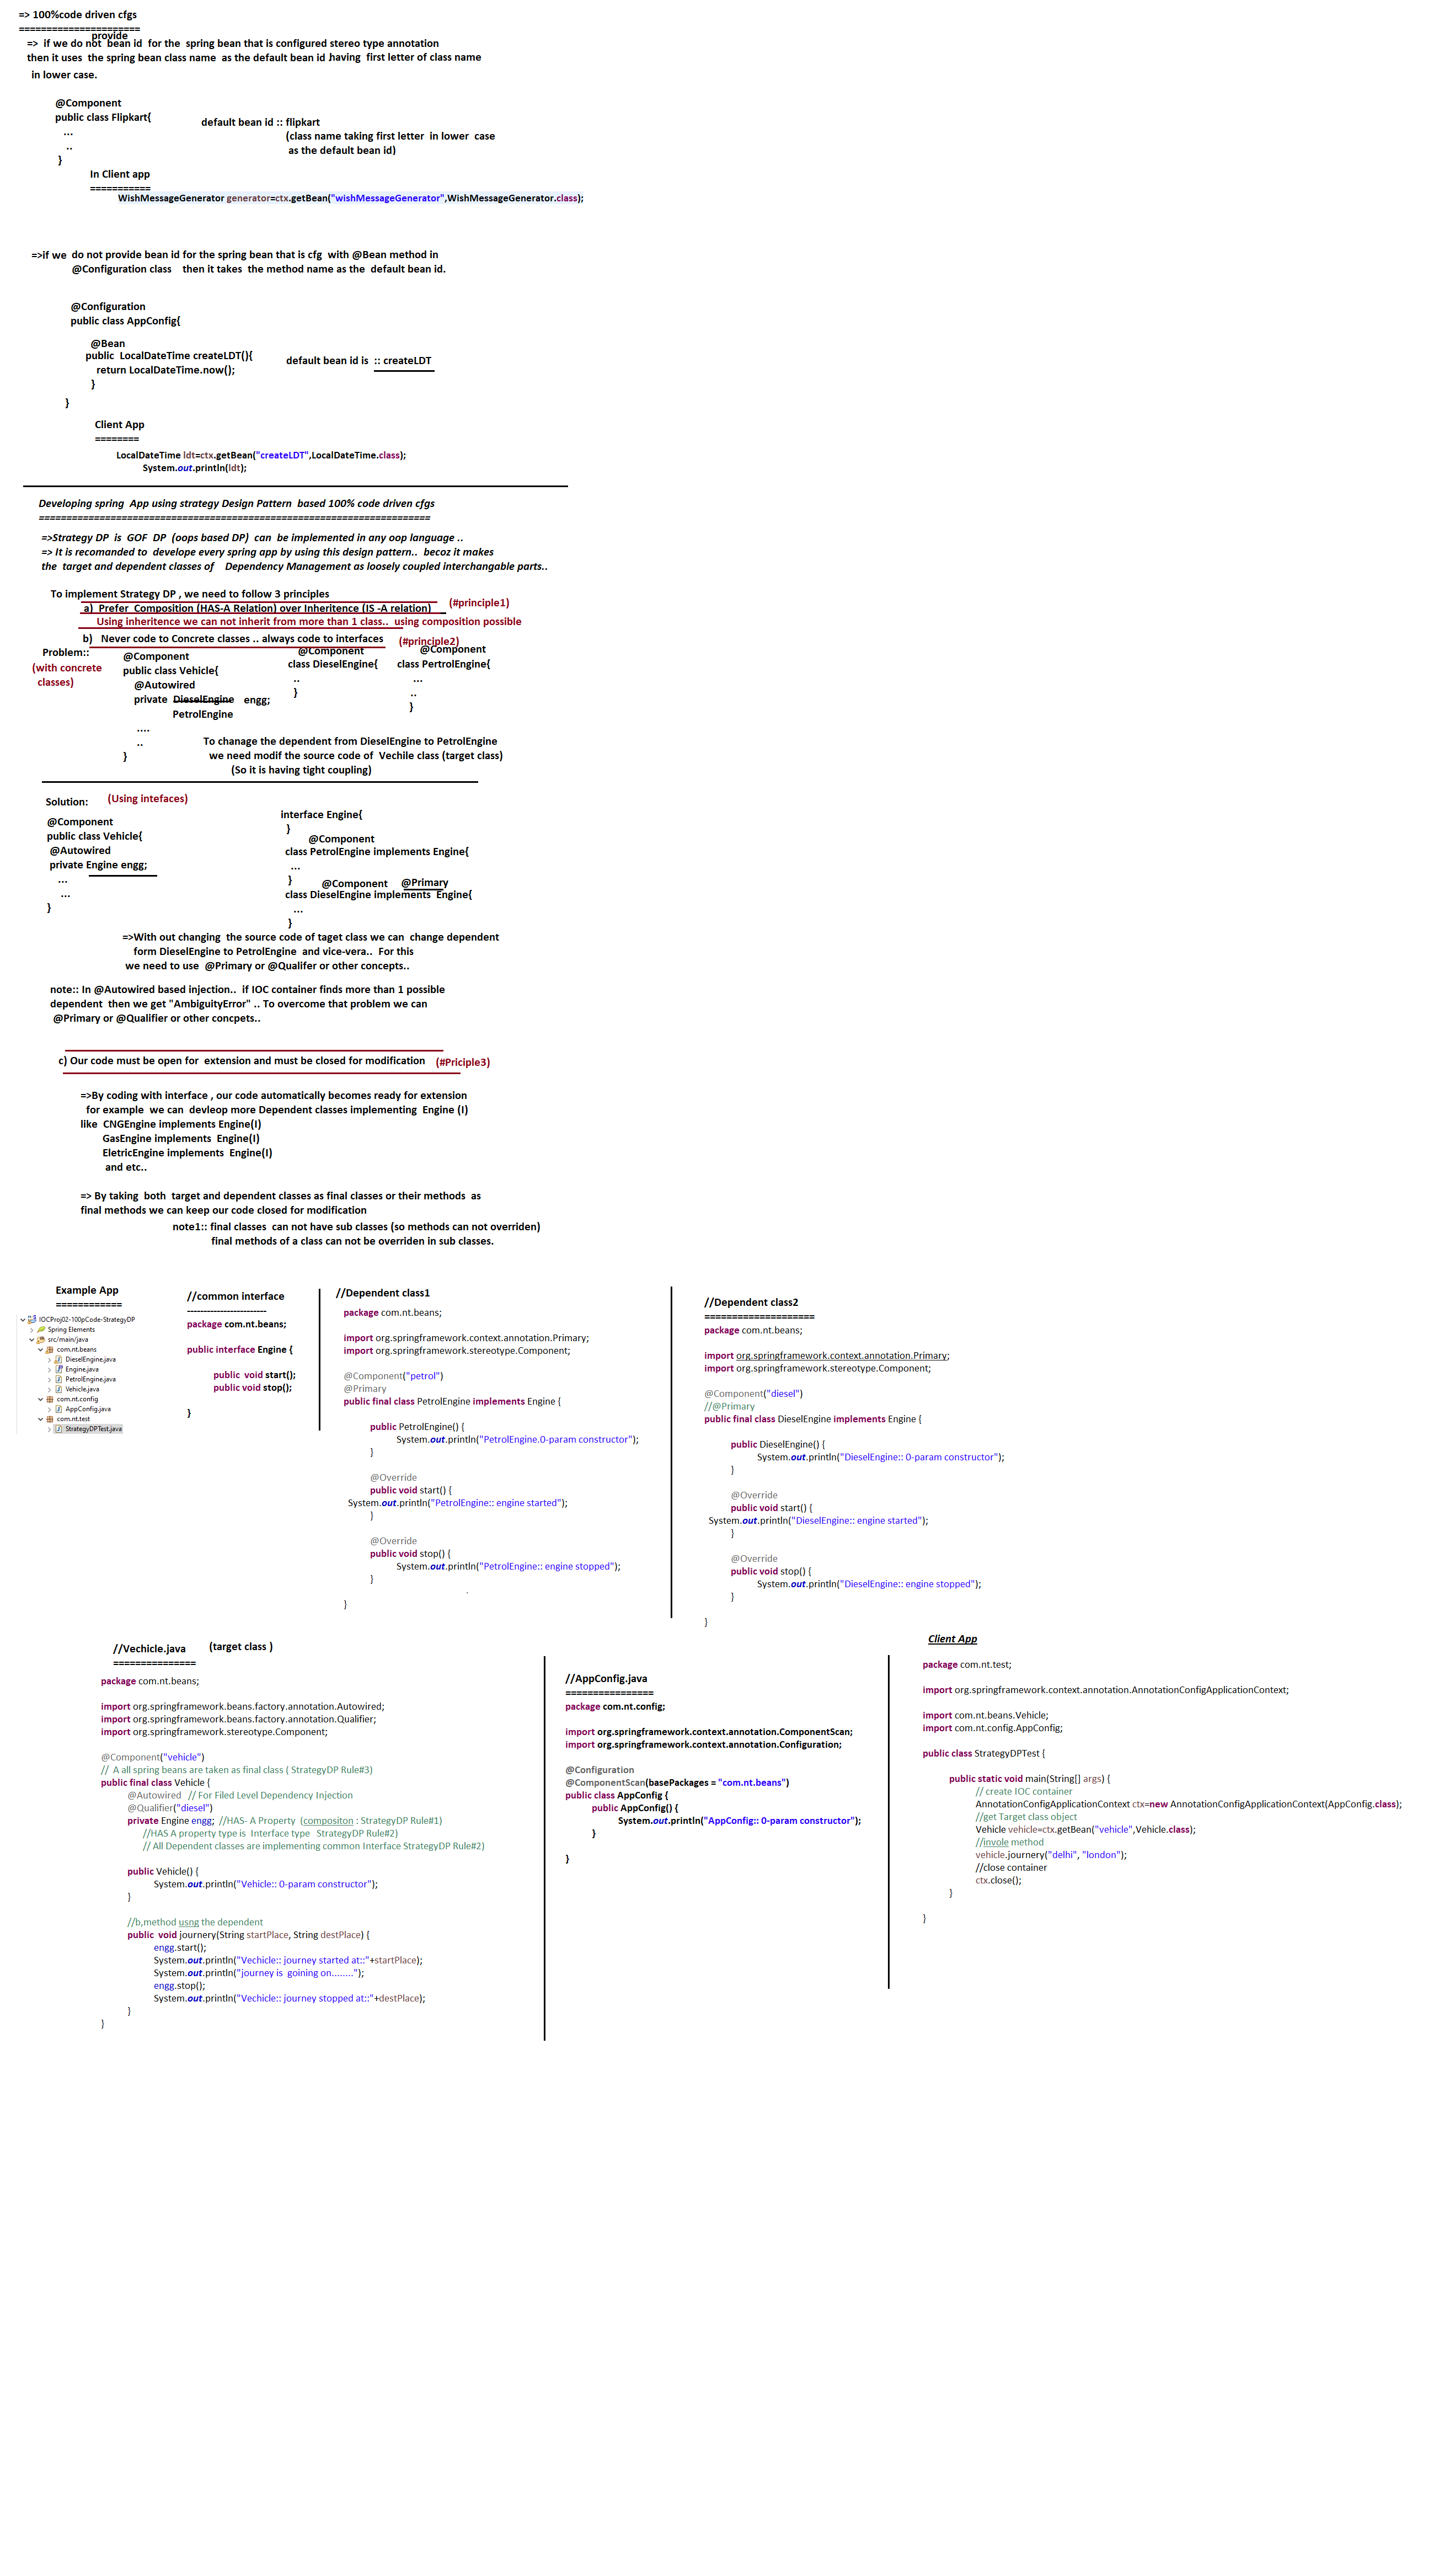 => 100%code driven cfgs
======================
provide
=> if we do not bean id for the spring bean that is configured stereo type annotation
then it uses the spring bean class name as the default bean id having first letter of class name
in lower case.
@Component
public class Flipkart{
...
..
}
default bean id :: flipkart
(class name taking first letter in lower case
as the default bean id)
In Client app
===========
WishMessageGenerator generator=ctx.getBean("wishMessageGenerator",WishMessageGenerator.class);
=>if we do not provide bean id for the spring bean that is cfg with @Bean method in
@Configuration class then it takes the method name as the default bean id.
@Configuration
public class AppConfig{
@Bean
public LocalDateTime createLDT(){
return LocalDateTime.now();
}
}
default bean id is :: createLDT
Client App
========
LocalDateTime ldt=ctx.getBean("createLDT",LocalDateTime.class);
System.out.println(ldt);
Developing spring App using strategy Design Pattern based 100% code driven cfgs
=======================================================================
=>Strategy DP is GOF DP (oops based DP) can be implemented in any oop language ..
=> It is recomanded to develope every spring app by using this design pattern.. becoz it makes
the target and dependent classes of Dependency Management as loosely coupled interchangable parts..
To implement Strategy DP , we need to follow 3 principles
a) Prefer Composition (HAS-A Relation) over Inheritence (IS -A relation) (#principle1)
Using inheritence we can not inherit from more than 1 class.. using composition possible
b) Never code to Concrete classes .. always code to interfaces (#principle2)
Problem::
(with concrete
classes)
@Component
public class Vehicle{
@Autowired
private DieselEngine engg;
PetrolEngine
....
..
}
@Component
class DieselEngine{
..
}
@Component
class PertrolEngine{
...
..
}
To chanage the dependent from DieselEngine to PetrolEngine
we need modif the source code of Vechile class (target class)
(So it is having tight coupling)
Solution: (Using intefaces)
@Component
public class Vehicle{
@Autowired
private Engine engg;
...
...
}
interface Engine{
}
@Component
class PetrolEngine implements Engine{
...
}
@Component @Primary
class DieselEngine implements Engine{
...
}
=>With out changing the source code of taget class we can change dependent
form DieselEngine to PetrolEngine and vice-vera.. For this
we need to use @Primary or @Qualifer or other concepts..
note:: In @Autowired based injection.. if IOC container finds more than 1 possible
dependent then we get "AmbiguityError" .. To overcome that problem we can
@Primary or @Qualifier or other concpets..
c) Our code must be open for extension and must be closed for modification (#Priciple3)
=>By coding with interface , our code automatically becomes ready for extension
for example we can devleop more Dependent classes implementing Engine (I)
like CNGEngine implements Engine(I)
GasEngine implements Engine(I)
EletricEngine implements Engine(I)
and etc..
=> By taking both target and dependent classes as final classes or their methods as
final methods we can keep our code closed for modification
note1:: final classes can not have sub classes (so methods can not overriden)
final methods of a class can not be overriden in sub classes.
Example App
============
IOCProj02-100pCode-StrategyDP
Spring Elements
src/main/java
com.nt.beans
DieselEngine.java
Engine.java
PetrolEngine.java
Vehicle.java
com.nt.config
AppConfig.java
com.nt.test
StrategyDPTest.java
//common interface
------------------------
package com.nt.beans;
public interface Engine {
public void start();
public void stop();
}
//Dependent class1
package com.nt.beans;
import org.springframework.context.annotation.Primary;
import org.springframework.stereotype.Component;
@Component("petrol")
@Primary
public final class PetrolEngine implements Engine {
public PetrolEngine() {
System.out.println("PetrolEngine.0-param constructor");
}
@Override
public void start() {
System.out.println("PetrolEngine:: engine started");
}
@Override
public void stop() {
System.out.println("PetrolEngine:: engine stopped");
}
}
//Dependent class2
====================
package com.nt.beans;
import org.springframework.context.annotation.Primary;
import org.springframework.stereotype.Component;
@Component("diesel")
//@Primary
public final class DieselEngine implements Engine {
public DieselEngine() {
System.out.println("DieselEngine:: 0-param constructor");
}
@Override
public void start() {
System.out.println("DieselEngine:: engine started");
}
@Override
public void stop() {
System.out.println("DieselEngine:: engine stopped");
}
}
//Vechicle.java (target class )
===============
package com.nt.beans;
import org.springframework.beans.factory.annotation.Autowired;
import org.springframework.beans.factory.annotation.Qualifier;
import org.springframework.stereotype.Component;
@Component("vehicle")
// A all spring beans are taken as final class ( StrategyDP Rule#3)
public final class Vehicle {
@Autowired // For Filed Level Dependency Injection
@Qualifier("diesel")
private Engine engg; //HAS- A Property (compositon : StrategyDP Rule#1)
//HAS A property type is Interface type StrategyDP Rule#2)
// All Dependent classes are implementing common Interface StrategyDP Rule#2)
public Vehicle() {
System.out.println("Vehicle:: 0-param constructor");
}
//b,method usng the dependent
public void journery(String startPlace, String destPlace) {
engg.start();
System.out.println("Vechicle:: journey started at::"+startPlace);
System.out.println("journey is goining on........");
engg.stop();
System.out.println("Vechicle:: journey stopped at::"+destPlace);
}
}
//AppConfig.java
================
package com.nt.config;
import org.springframework.context.annotation.ComponentScan;
import org.springframework.context.annotation.Configuration;
@Configuration
@ComponentScan(basePackages = "com.nt.beans")
public class AppConfig {
public AppConfig() {
System.out.println("AppConfig:: 0-param constructor");
}
}
Client App
package com.nt.test;
import org.springframework.context.annotation.AnnotationConfigApplicationContext;
import com.nt.beans.Vehicle;
import com.nt.config.AppConfig;
public class StrategyDPTest {
public static void main(String[] args) {
// create IOC container
AnnotationConfigApplicationContext ctx=new AnnotationConfigApplicationContext(AppConfig.class);
//get Target class object
Vehicle vehicle=ctx.getBean("vehicle",Vehicle.class);
//invole method
vehicle.journery("delhi", "london");
//close container
ctx.close();
}
}